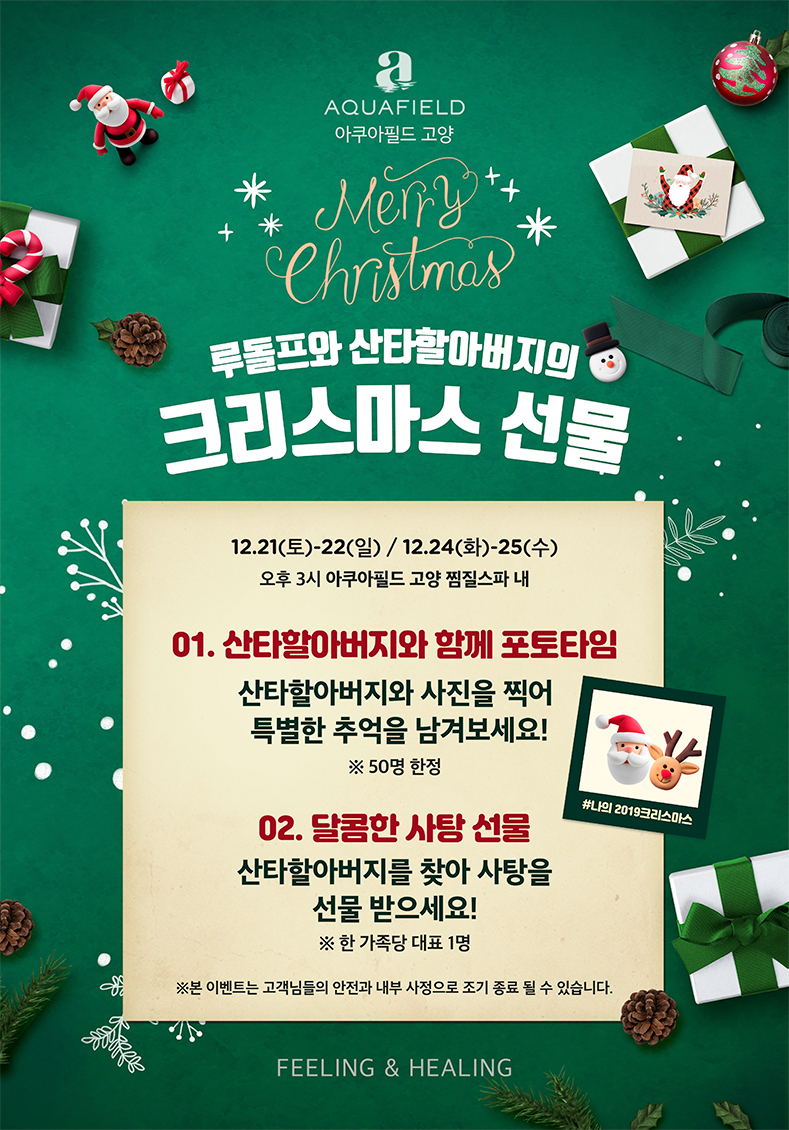 a
AQUAFIELD
아쿠아필드 고양
Merry
Christmas
루돌프와 산타할아버지의
크리스마스 선물
12.21(토)-22(일) / 12.24(화)-25(수)
오후 3시 아쿠아필드 고양 찜질스파 내
01. 산타할아버지와 함께 포토타임
산타할아버지와 사진을 찍어
특별한 추억을 남겨보세요!
※ 50명 한정
#나의 2019크리스마스
02. 달콤한 사탕 선물
산타할아버지를 찾아 사탕을
선물 받으세요!
※ 한 가족당 대표 1명
※본 이벤트는 고객님들의 안전과 내부 사정으로 조기 종료 될 수 있습니다.
FEELING & HEALING